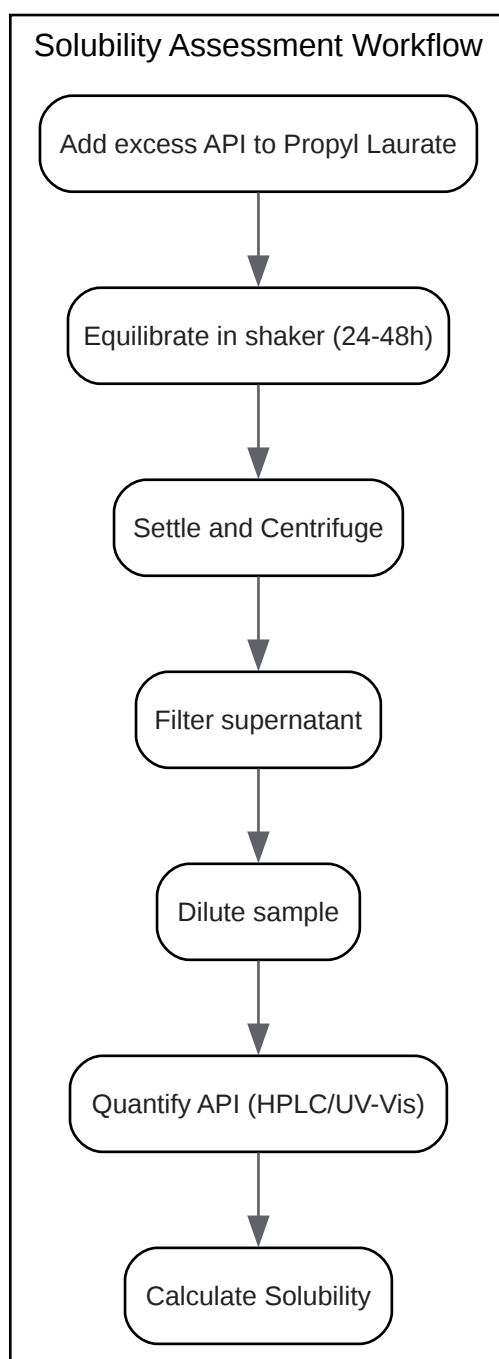 Solubility Assessment Workflow
Add excess API to Propyl Laurate
Equilibrate in shaker (24-48h)
Settle and Centrifuge
Filter supernatant
Dilute sample
Quantify API (HPLC/UV-Vis)
Calculate Solubility